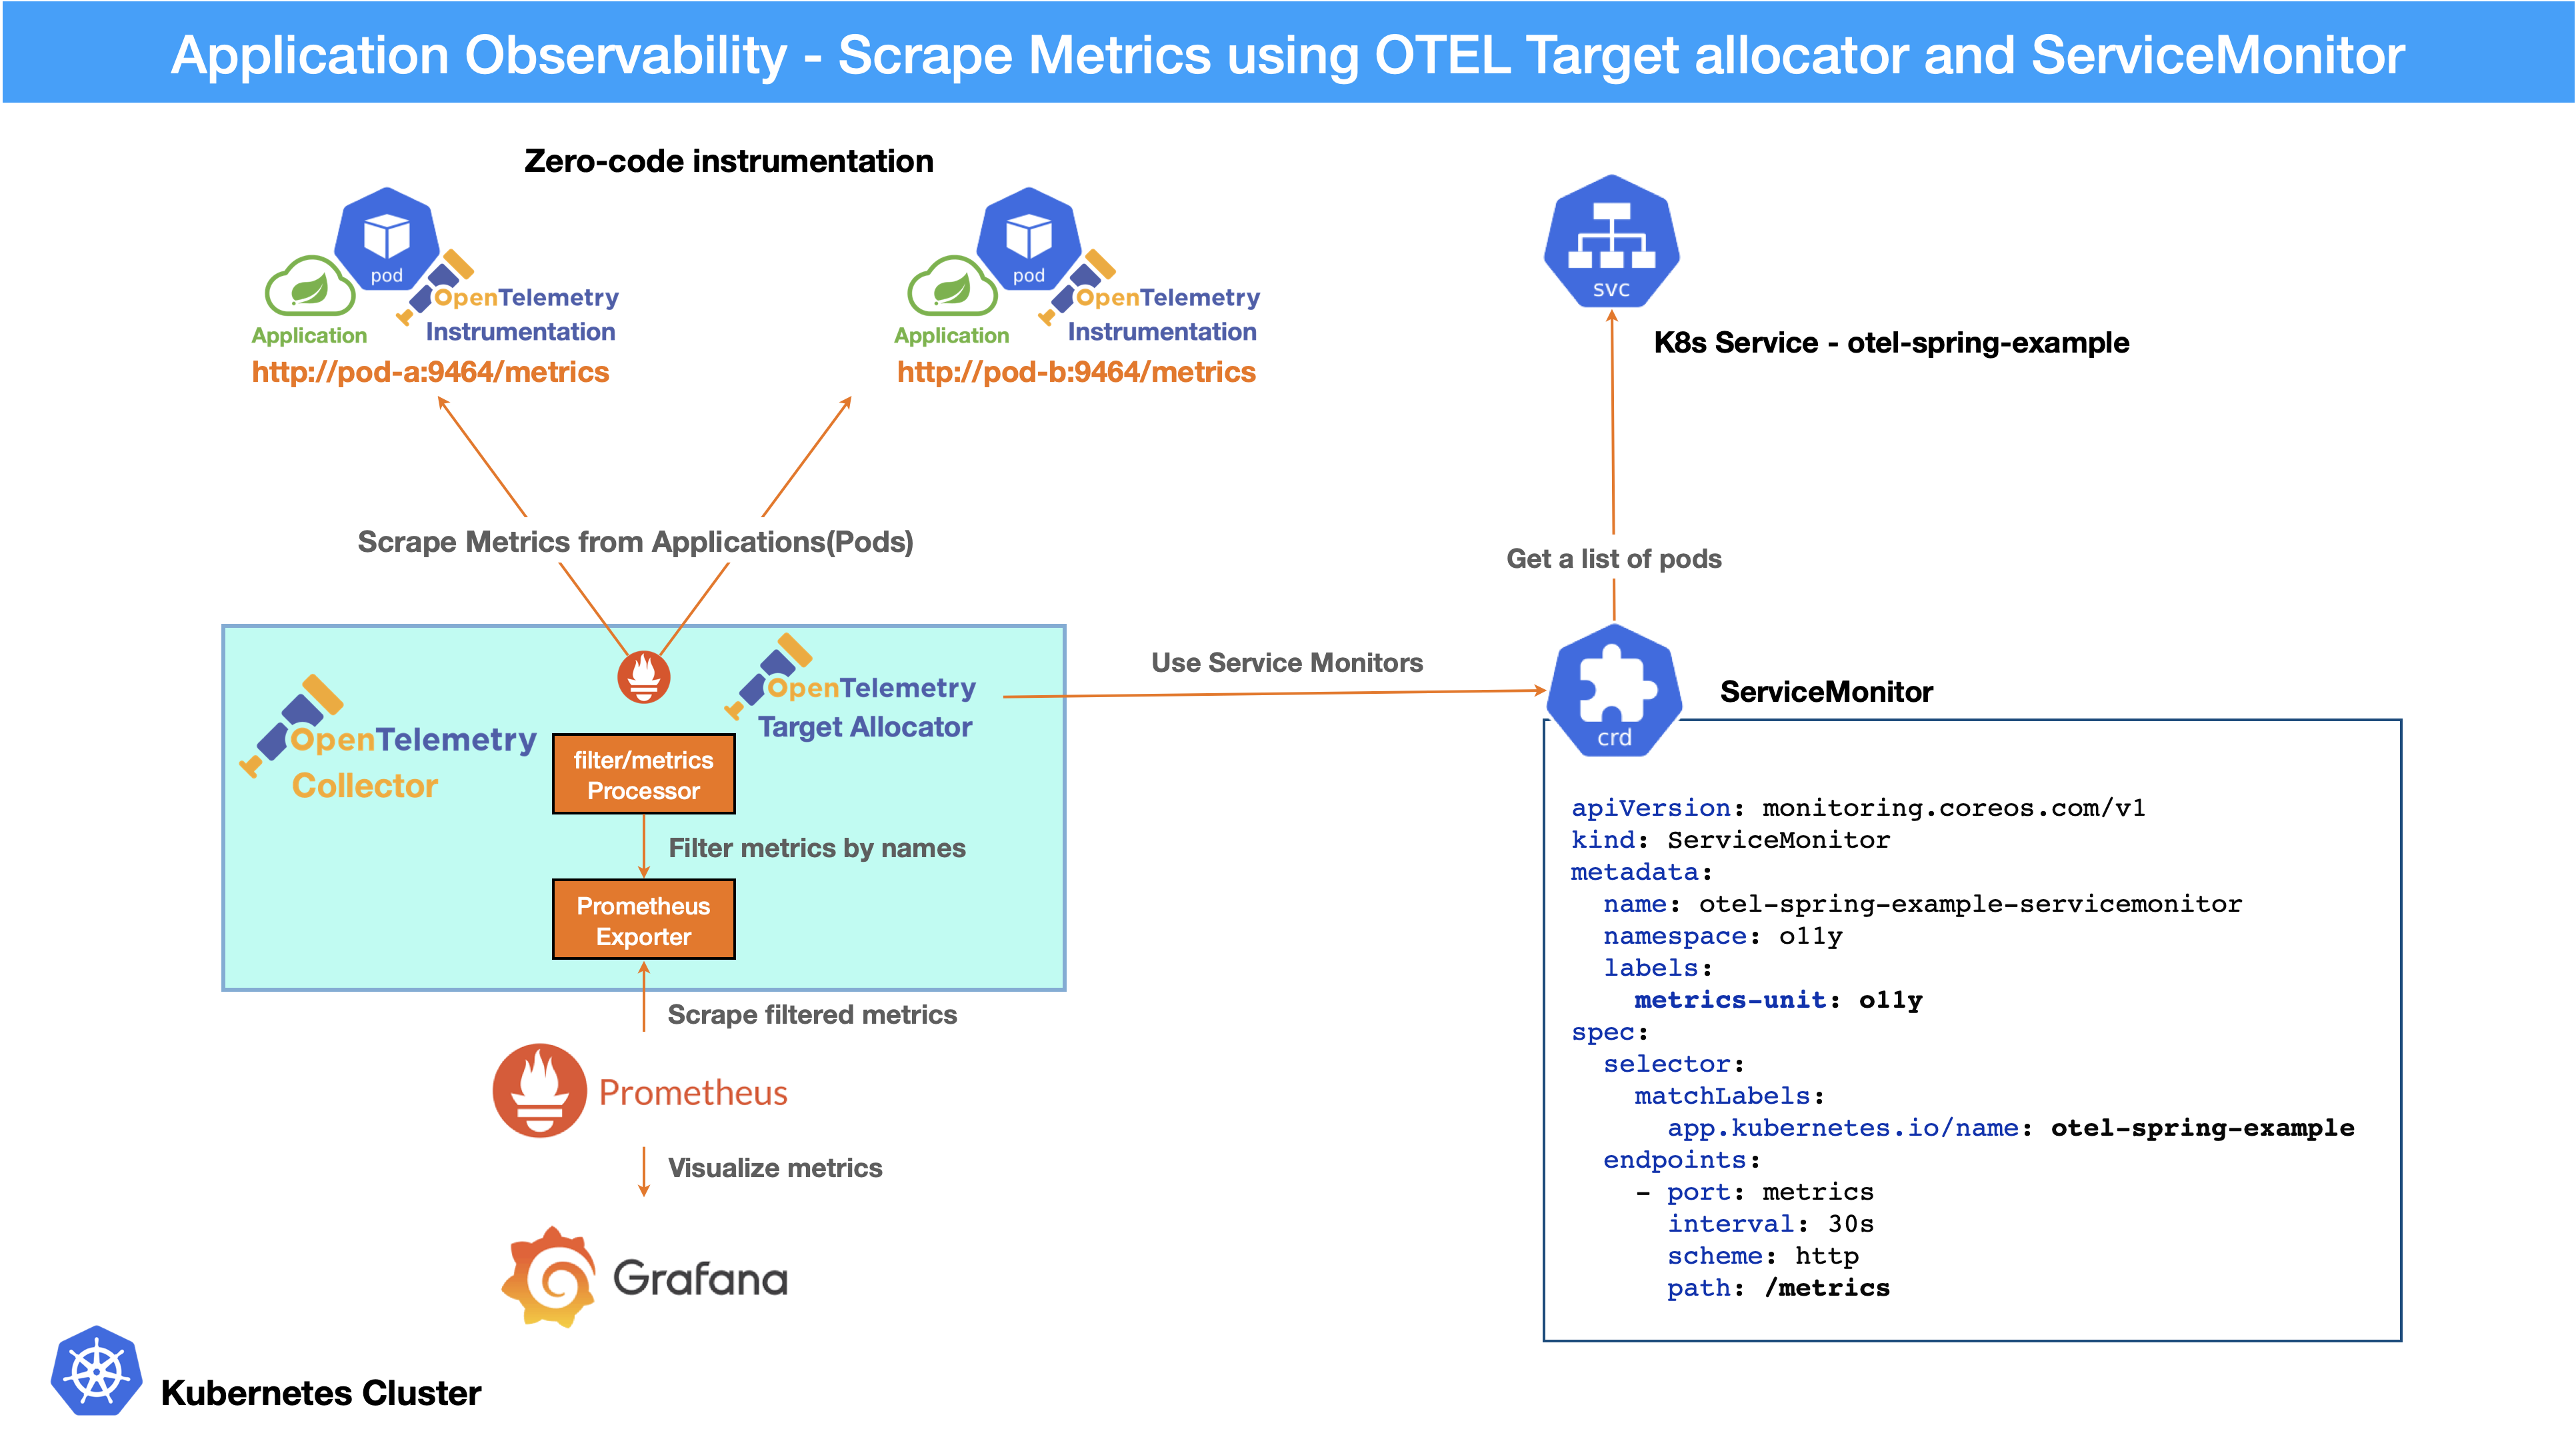 Application Observability - Scrape Metrics using OTEL Target allocator and ServiceMonitor
Zero-code instrumentation
pod
OpenTelemetry
Instrumentation
Application
http://pod-a:9464/metrics
pod
OpenTelemetry
Instrumentation
Application
http://pod-b:9464/metrics
svc
K8s Service - otel-spring-example
Scrape Metrics from Applications(Pods)
Get a list of pods
OpenTelemetry
Collector
OpenTelemetry
Target Allocator
Use Service Monitors
filter/metrics
Processor
Filter metrics by names
Prometheus
Exporter
Scrape filtered metrics
Prometheus
Visualize metrics
Grafana
Kubernetes Cluster
crd
ServiceMonitor
apiVersion: monitoring.coreos.com/v1
kind: ServiceMonitor
metadata:
  name: otel-spring-example-servicemonitor
  namespace: o11y
  labels:
    metrics-unit: o11y
spec:
  selector:
    matchLabels:
      app.kubernetes.io/name: otel-spring-example
  endpoints:
    - port: metrics
      interval: 30s
      scheme: http
      path: /metrics